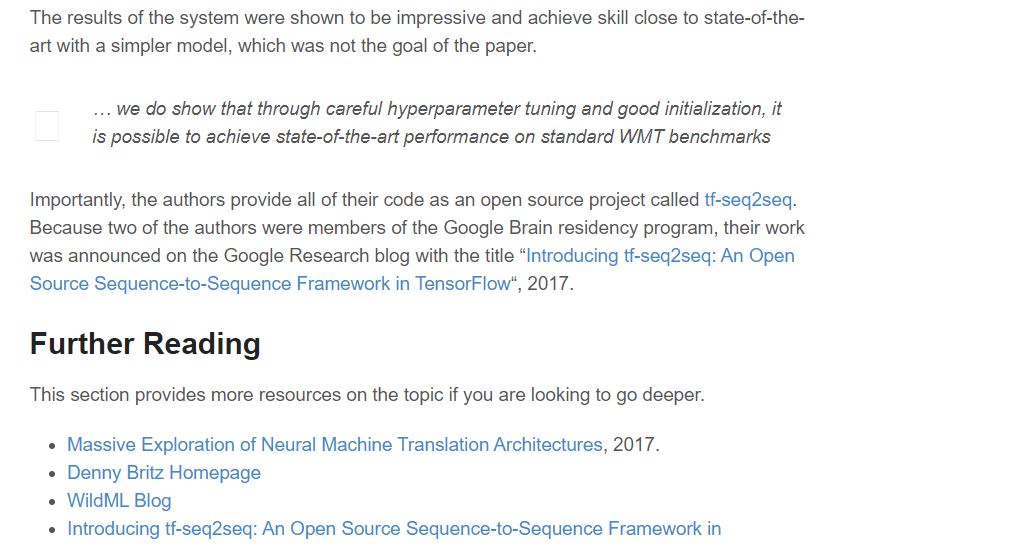 The results of the system were shown to be impressive and achieve skill close to state-of-the-
art with a simpler model, which was not the goal of the paper.
… we do show that through careful hyperparameter tuning and good initialization, it
is possible to achieve state-of-the-art performance on standard WMT benchmarks
Importantly, the authors provide all of their code as an open source project called tf-seq2seq.
Because two of the authors were members of the Google Brain residency program, their work
was announced on the Google Research blog with the title “Introducing tf-seq2seq: An Open
Source Sequence-to-Sequence Framework in TensorFlow“, 2017.
Further Reading
This section provides more resources on the topic if you are looking to go deeper.
• Massive Exploration of Neural Machine Translation Architectures, 2017.
• Denny Britz Homepage
• WildML Blog
• Introducing tf-seq2seq: An Open Source Sequence-to-Sequence Framework in